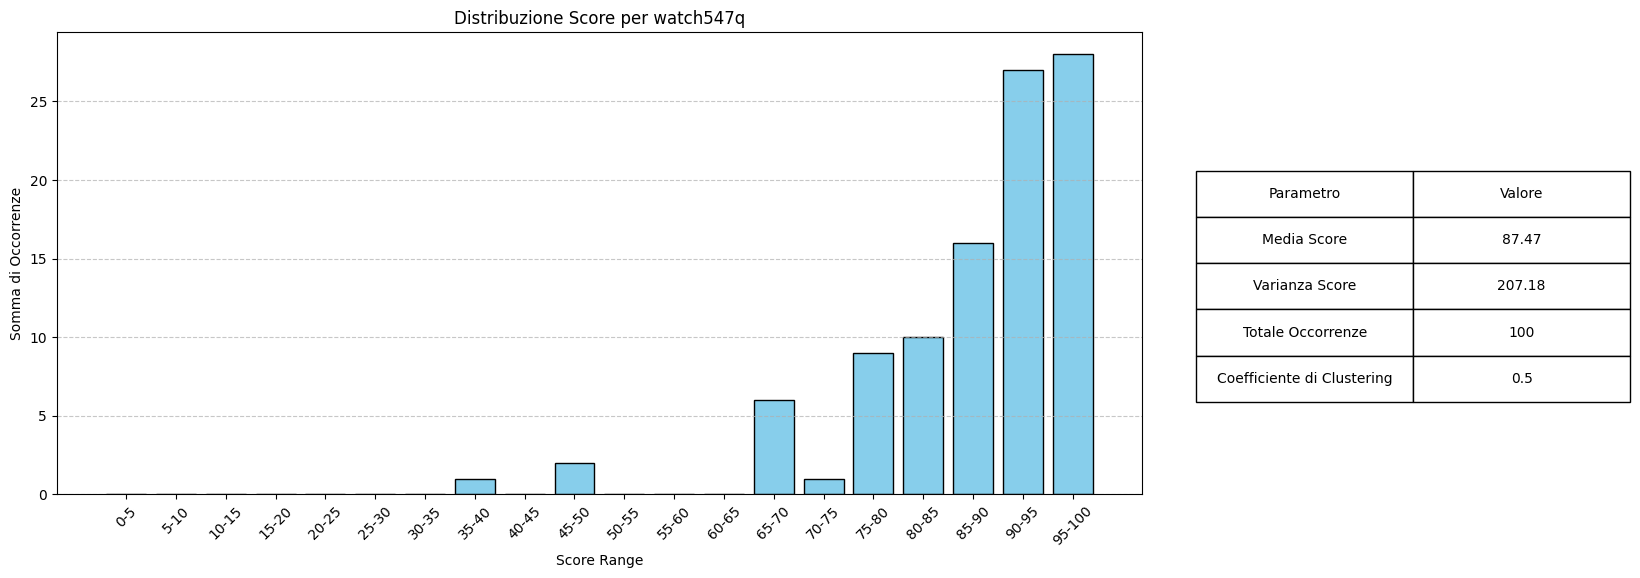 Distribuzione Score per watch547q
Somma di Occorrenze
25
20
15
10
5
0
0-5 5-10 10-15 15-20 20-25 25-30 30-35 35-40 40-45 45-50 50-55 55-60 60-65 65-70 70-75 75-80 80-85 85-90 90-95 95-100
Score Range
Parametro Valore
Media Score 87.47
Varianza Score 207.18
Totale Occorrenze 100
Coefficiente di Clustering 0.5